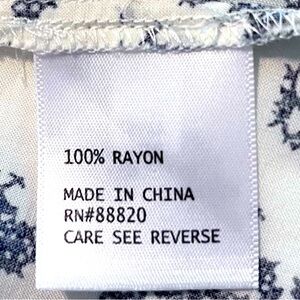 100% RAYON
MADE IN CHINA
RN#88820
CARE SEE REVERSE